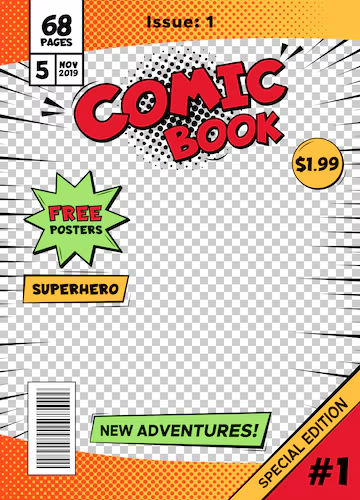 Issue: 1
68
PAGES
5
NOV
2019
COMIC
BOOK
$1.99
FREE
POSTERS
SUPERHERO
NEW ADVENTURES!
SPECIAL EDITION
#1